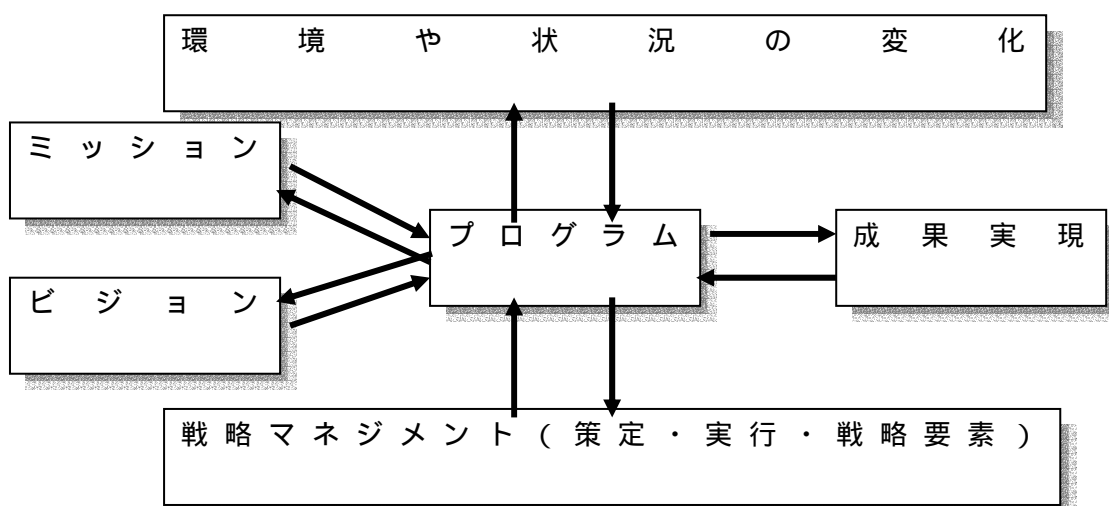 環境や状況の変化
ミッション
プログラム
成果実現
ビジョン
戦略マネジメント(策定・実行・戦略要素)